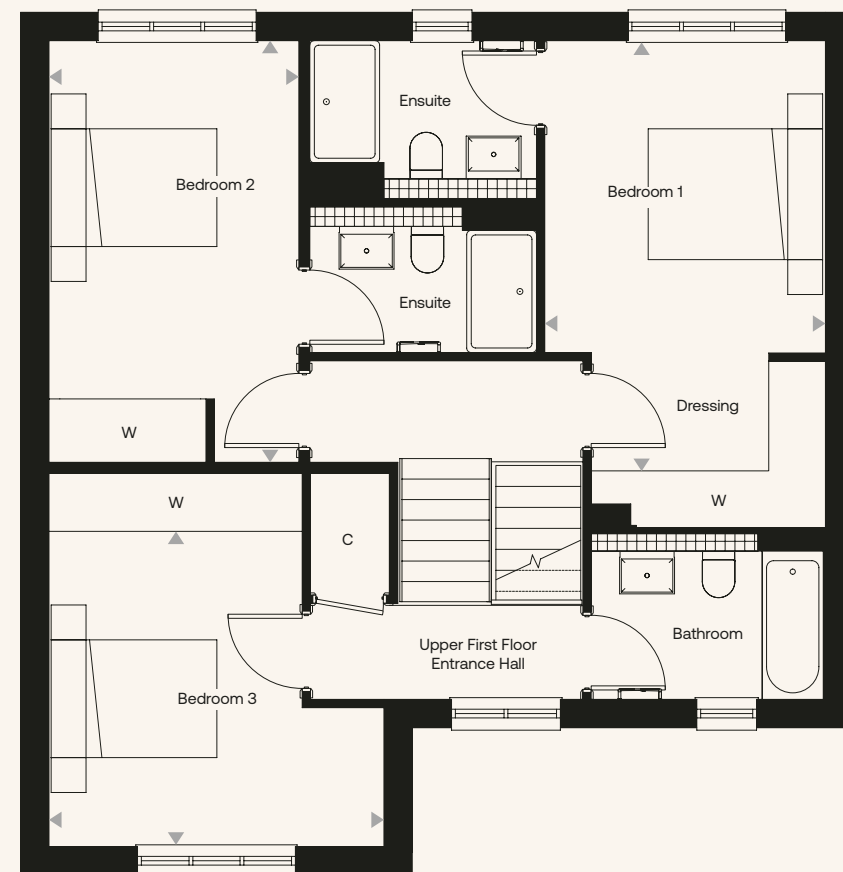 Ensuite
Bedroom 2
Bedroom 1
Ensuite
Dressing
W
W
W
C
Bathroom
Upper First Floor
Entrance Hall
Bedroom 3